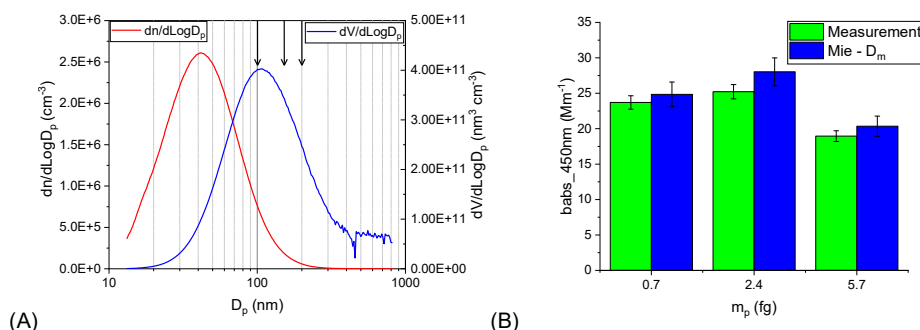 dn/dLogDp
dV/dLogDp
3.0E+6
2.5E+6
2.0E+6
1.5E+6
1.0E+6
5.0E+5
0.0E+0
dn/dLogDp (cm-3)
5.00E+11
4.00E+11
3.00E+11
2.00E+11
1.00E+11
0.00E+00
dV/dLogDp (nm3 cm-3)
10 100 1000
Dp (nm)
(A)
Measurement
Mie - Dm
35
30
25
20
15
10
5
0
babs_450nm (Mm-1)
0.7 2.4 5.7
mp (fg)
(B)